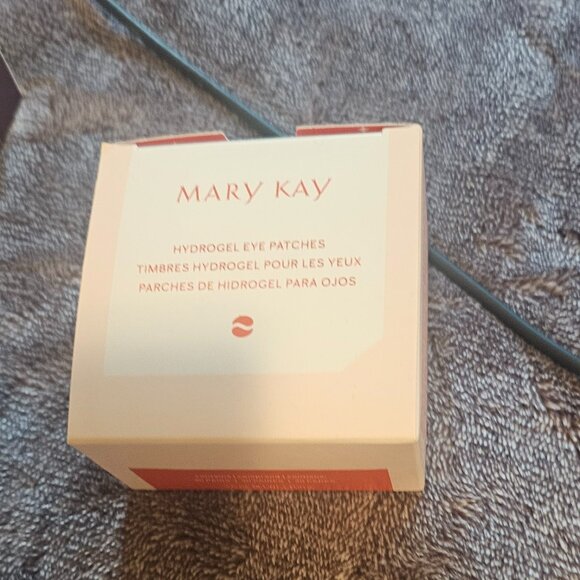 MARY KAY
HYDROGEL EYE PATCHES
TIMBRES HYDROGEL POUR LES YEUX
PARCHES DE HIDROGEL PARA OJOS